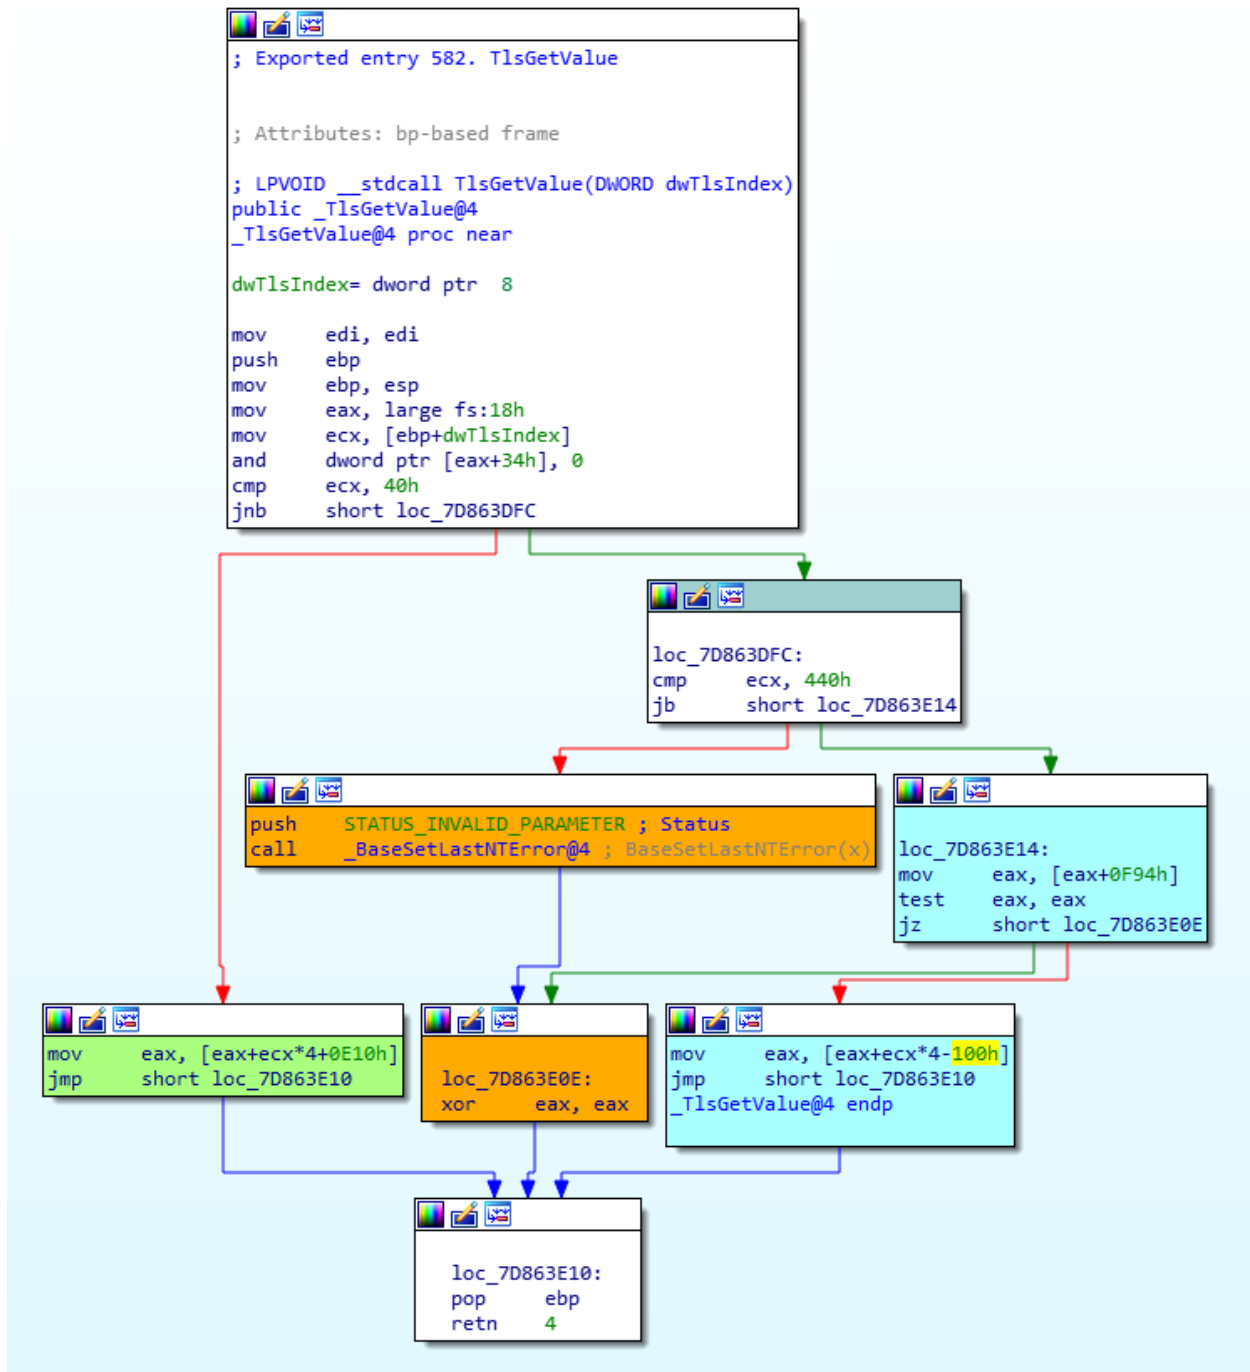 ; Exported entry 582. TlsGetValue
; Attributes: bp-based frame
; LPVOID __stdcall TlsGetValue(DWORD dwTlsIndex)
public _TlsGetValue@4
_TlsGetValue@4 proc near
dwTlsIndex= dword ptr 8
mov edi, edi
push ebp
mov ebp, esp
mov eax, large fs:18h
mov ecx, [ebp+dwTlsIndex]
and dword ptr [eax+34h], 0
cmp ecx, 40h
jnb short loc_7D863DFC
loc_7D863DFC:
cmp ecx, 440h
jb short loc_7D863E14
push STATUS_INVALID_PARAMETER ; Status
call _BaseSetLastNTError@4 ; BaseSetLastNTError(x)
loc_7D863E14:
mov eax, [eax+0F94h]
test eax, eax
jz short loc_7D863E0E
mov eax, [eax+ecx*4+0E10h]
jmp short loc_7D863E10
loc_7D863E0E:
xor eax, eax
mov eax, [eax+ecx*4-100h]
jmp short loc_7D863E10
_TlsGetValue@4 endp
loc_7D863E10:
pop ebp
retn 4